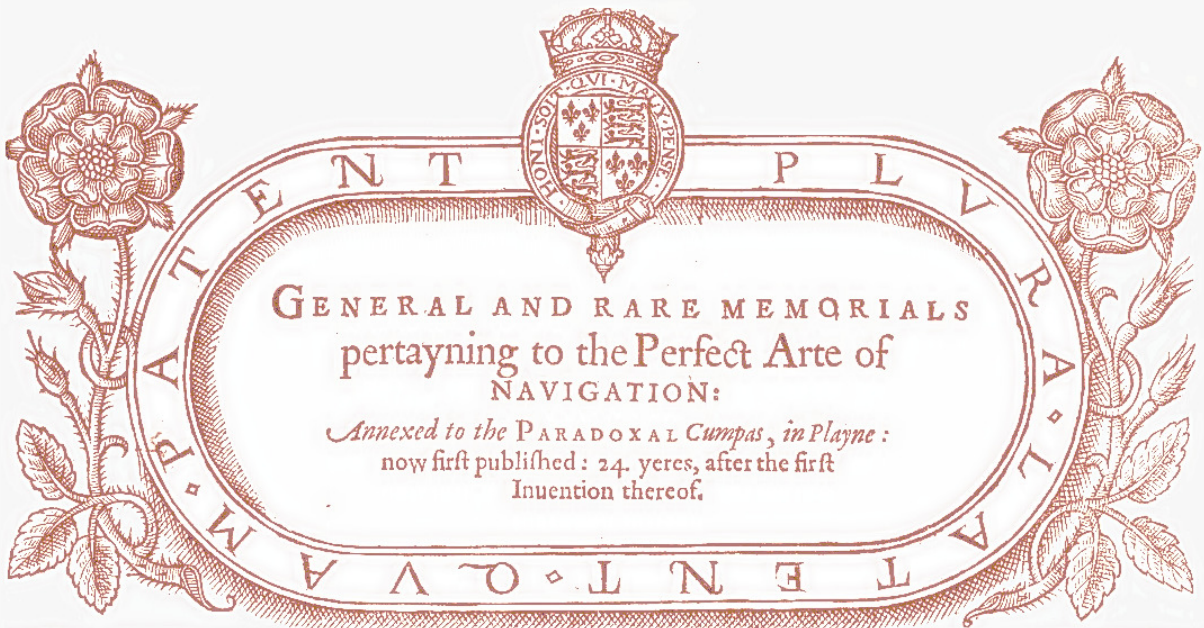 HONI·SOIT·QVI·MAL·Y·PENSE·
PLVRA·LATENT·QVAM·PATENT
GENERAL AND RARE MEMORIALS
pertayning to the Perfect Arte of
NAVIGATION:
Annexed to the PARADOXAL Cumpas, in Playne:
now first published: 24. yeres, after the first
Inuention thereof.